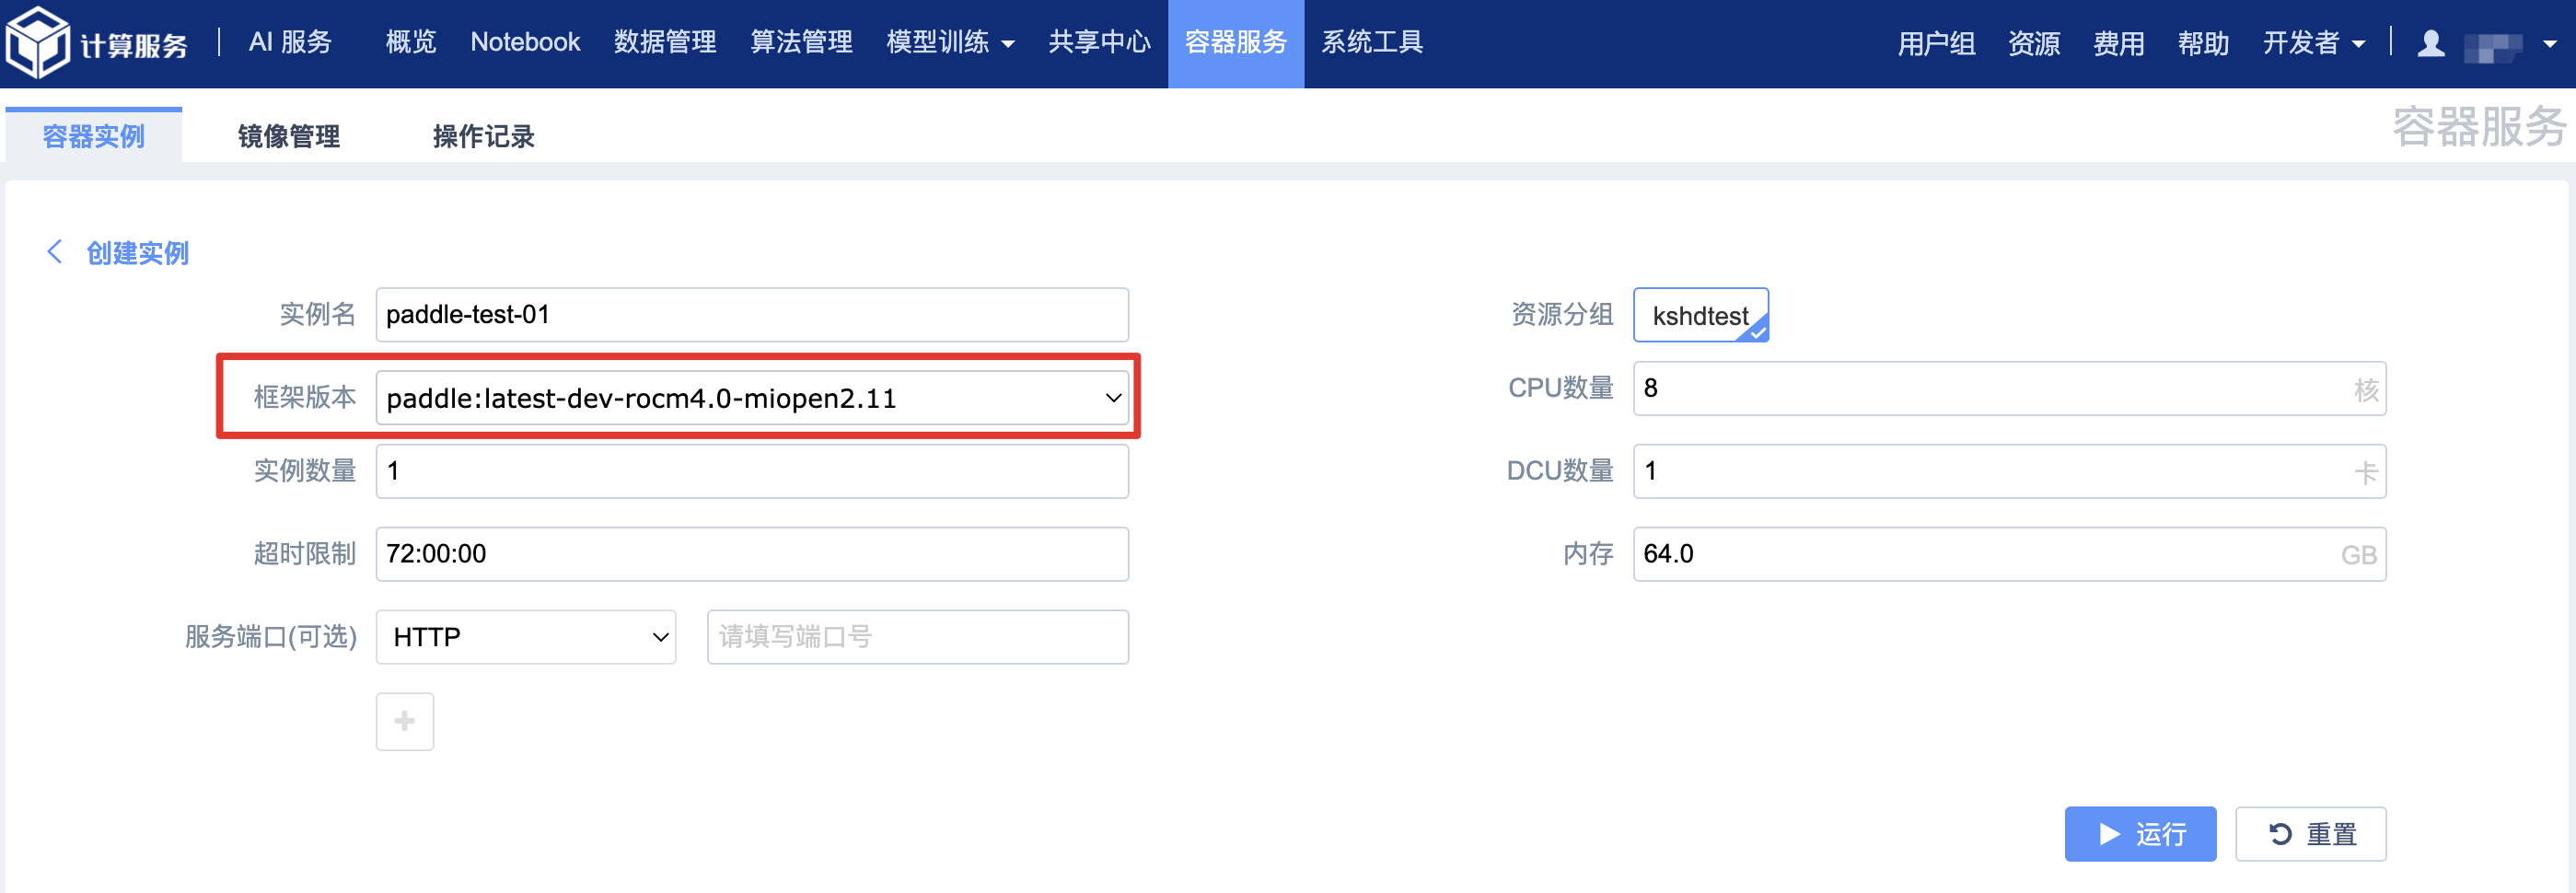 计算服务 AI 服务 概览 Notebook 数据管理 算法管理 模型训练 共享中心 容器服务 系统工具 用户组 资源 费用 帮助 开发者
容器实例 镜像管理 操作记录 容器服务
创建实例
实例名 paddle-test-01 资源分组 kshdtest
框架版本 paddle:latest-dev-rocm4.0-miopen2.11 CPU数量 8 核
实例数量 1 DCU数量 1 卡
超时限制 72:00:00 内存 64.0 GB
服务端口(可选) HTTP 请填写端口号
运行 重置